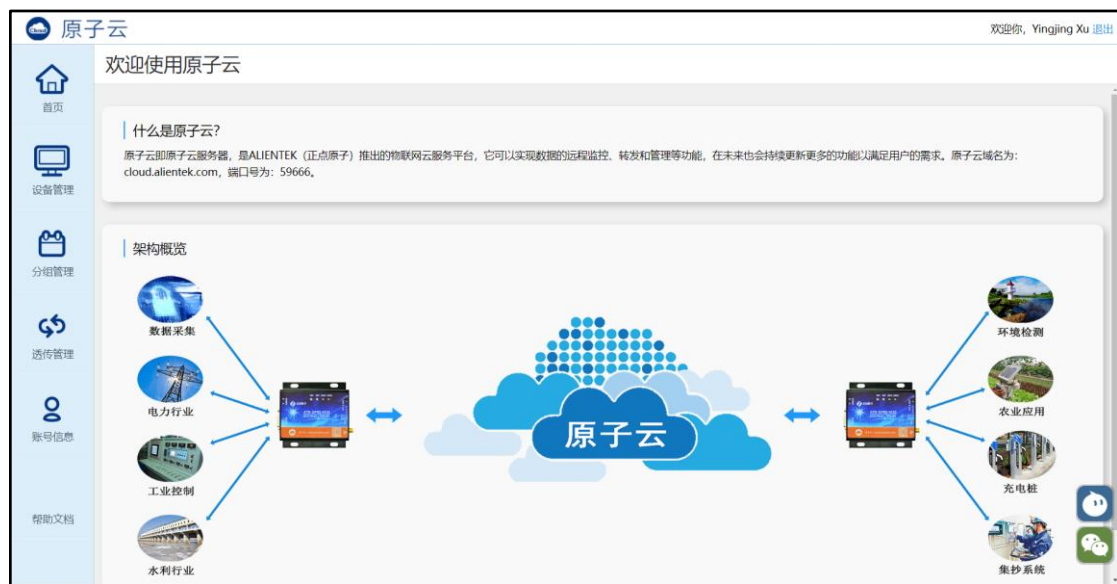 原子云
欢迎你，Yingjing Xu 退出
首页
设备管理
分组管理
透传管理
账号信息
帮助文档
欢迎使用原子云
什么是原子云?
原子云即原子云服务器，是ALIENTEK（正点原子）推出的物联网云服务平台，它可以实现数据的远程监控、转发和管理等功能，在未来也会持续更新更多的功能以满足用户的需求。原子云域名为：
cloud.alientek.com，端口号为：59666。
架构概览
数据采集
电力行业
工业控制
水利行业
原子云
环境检测
农业应用
充电桩
集抄系统